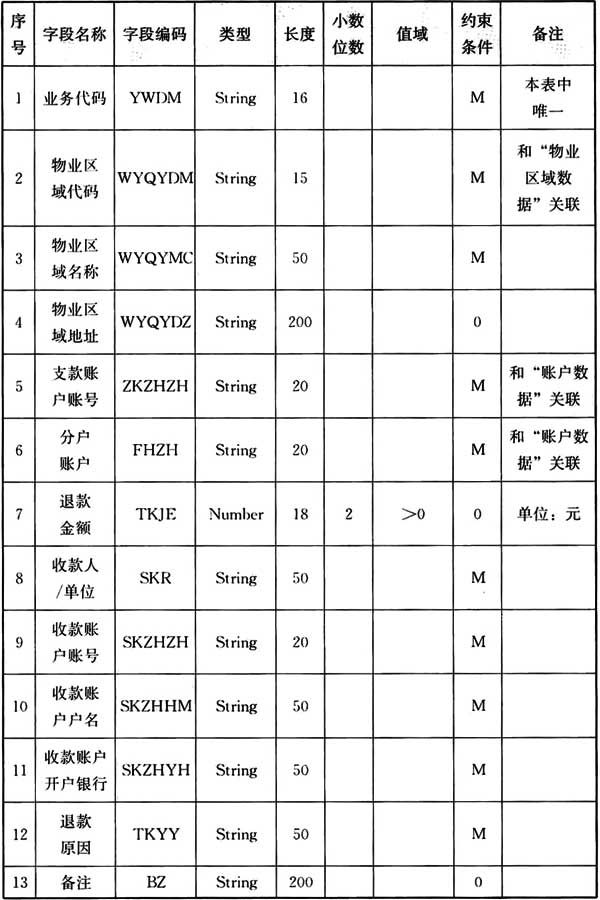 序号 字段名称 字段编码 类型 长度 小数位数 值域 约束条件 备注
1 业务代码 YWDM String 16 M 本表中唯一
2 物业区域代码 WYQYDM String 15 M 和“物业区域数据”关联
3 物业区域名称 WYQYMC String 50 M
4 物业区域地址 WYQYDZ String 200 0
5 支款账户账号 ZKZHZH String 20 M 和“账户数据”关联
6 分户账户 FHZH String 20 M 和“账户数据”关联
7 退款金额 TKJE Number 18 2 >0 0 单位：元
8 收款人/单位 SKR String 50 M
9 收款账户账号 SKZHZH String 20 M
10 收款账户户名 SKZHHM String 50 M
11 收款账户开户银行 SKZHYH String 50 M
12 退款原因 TKYY String 50 M
13 备注 BZ String 200 0